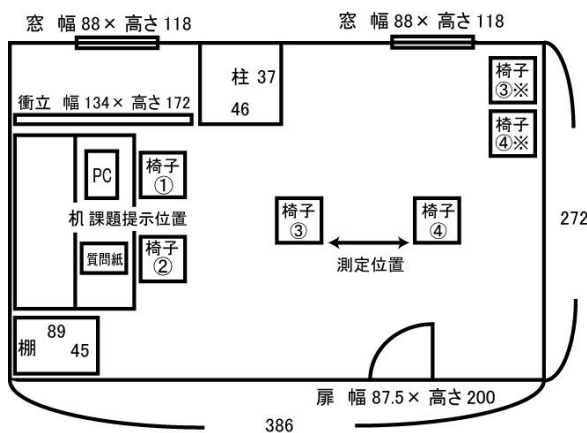 窓 幅 88× 高さ 118
窓 幅 88× 高さ 118
柱 37
46
椅子
③※
衝立 幅 134× 高さ 172
椅子
④※
PC
椅子
①
机 課題提示位置
椅子
③
椅子
④
272
質問紙
椅子
②
測定位置
棚 89
45
扉 幅 87.5× 高さ 200
386